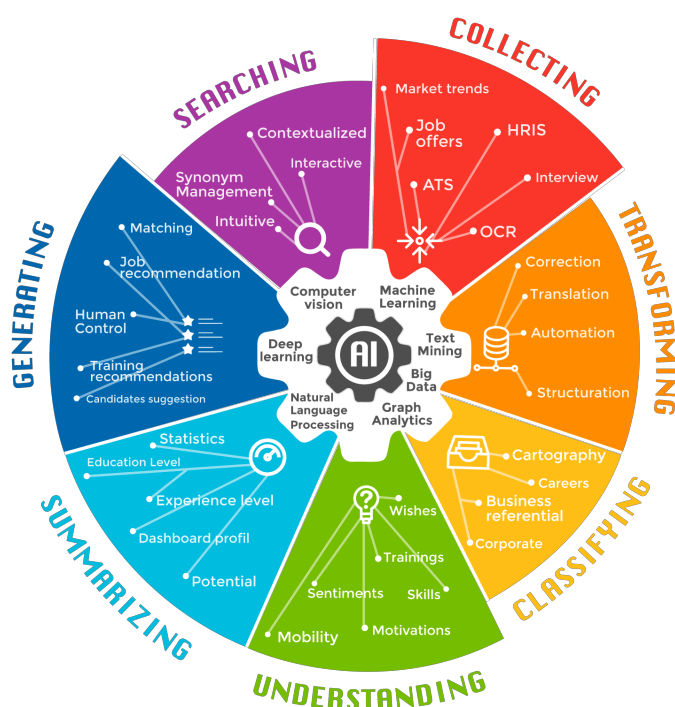 COLLECTING
Market trends
Job
offers
HRIS
ATS
Interview
OCR
TRANSFORMING
Correction
Translation
Automation
Structuration
CLASSIFYING
Cartography
Careers
Business
referential
Corporate
UNDERSTANDING
Wishes
Trainings
Sentiments
Skills
Motivations
Mobility
SUMMARIZING
Statistics
Education Level
Experience level
Dashboard profil
Potential
GENERATING
Matching
Job
recommendation
Human
Control
Training
recommendations
Candidates suggestion
SEARCHING
Contextualized
Interactive
Synonym
Management
Intuitive
Computer
vision
Machine
Learning
Deep
learning
AI
Text
Mining
Big
Data
Natural
Language
Processing
Graph
Analytics